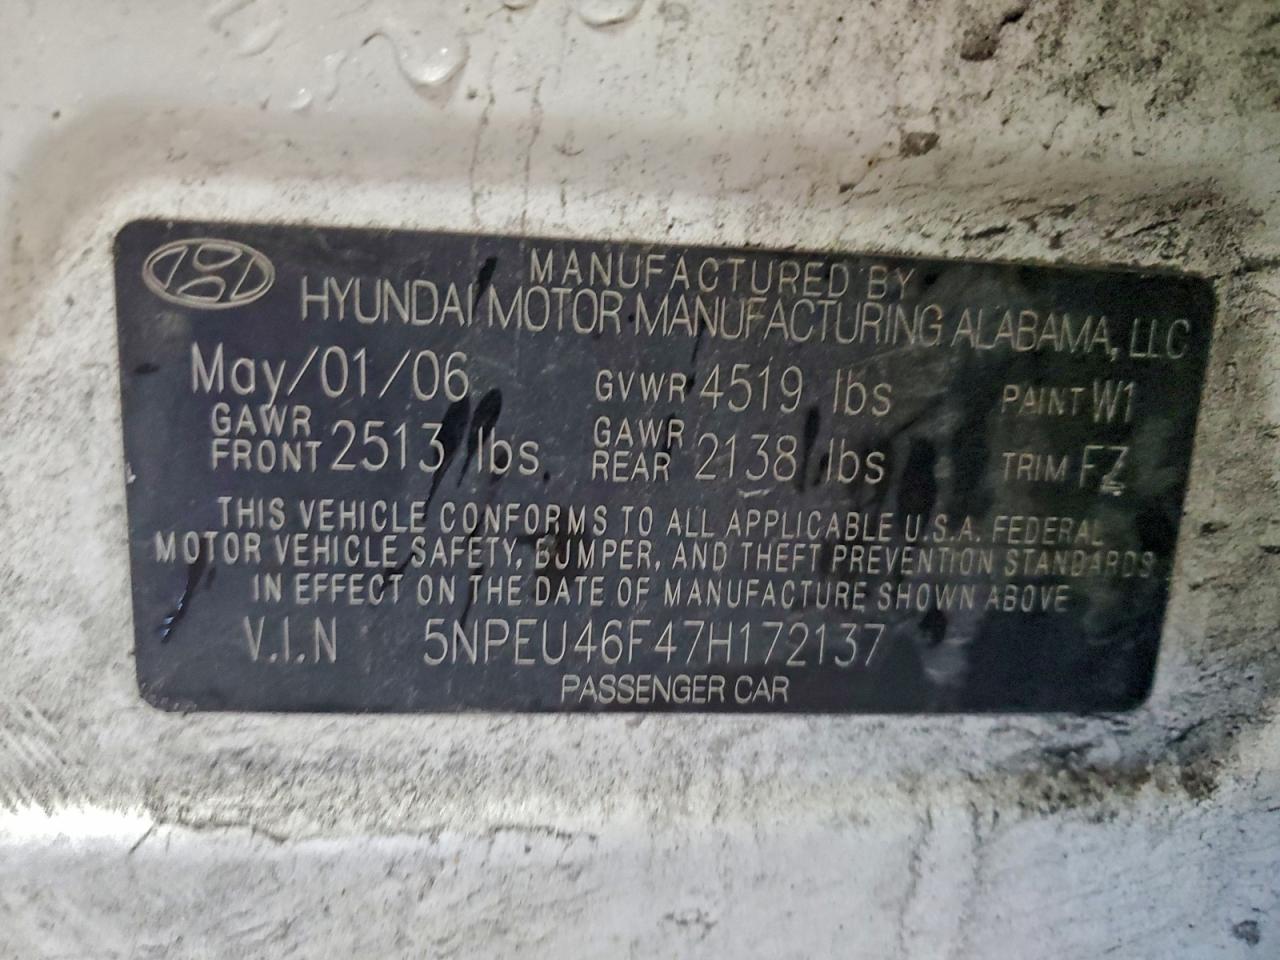 MANUFACTURED BY
HYUNDAI MOTOR MANUFACTURING ALABAMA, LLC
May/01/06 GVWR 4519 lbs PAINT W1
GAWR FRONT 2513 lbs GAWR REAR 2138 lbs TRIM FZ
THIS VEHICLE CONFORMS TO ALL APPLICABLE U.S.A. FEDERAL
MOTOR VEHICLE SAFETY, BUMPER, AND THEFT PREVENTION STANDARDS
IN EFFECT ON THE DATE OF MANUFACTURE SHOWN ABOVE
V.I.N 5NPEU46F47H172137
PASSENGER CAR